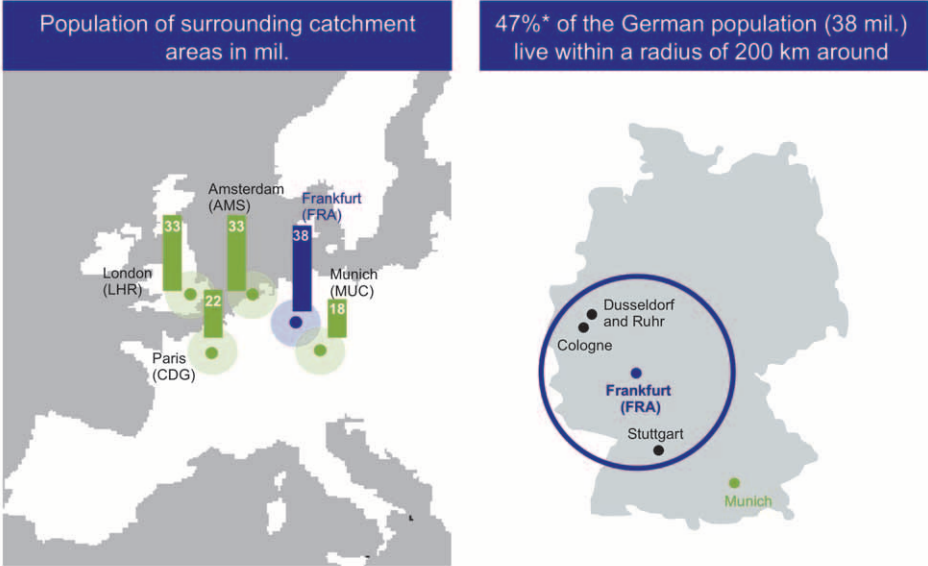 Population of surrounding catchment
areas in mil.
47%* of the German population (38 mil.)
live within a radius of 200 km around
Amsterdam
(AMS)
Frankfurt
(FRA)
33
33
38
London
(LHR)
Munich
(MUC)
22
18
Paris
(CDG)
Dusseldorf
and Ruhr
Cologne
Frankfurt
(FRA)
Stuttgart
Munich